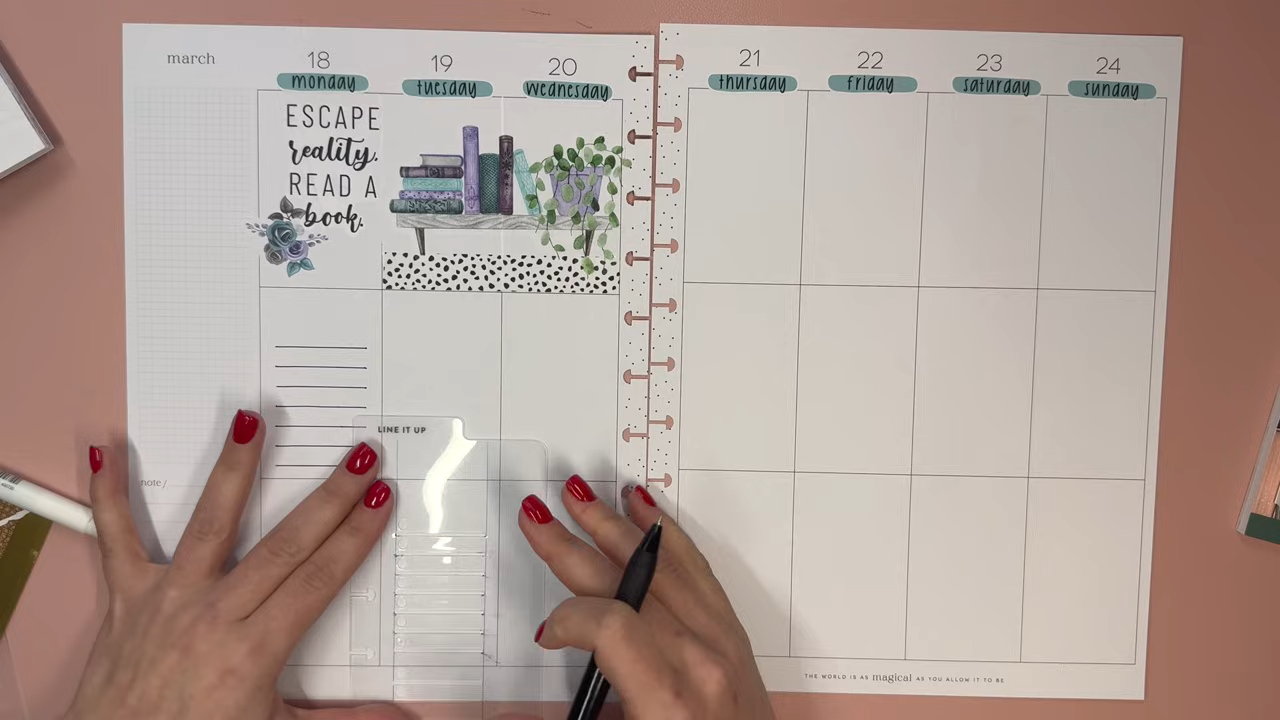 march
18
19
20
21
22
23
24
monday
tuesday
wednesday
thursday
friday
saturday
sunday
ESCAPE
reality.
READ A
book.
LINE IT UP
note/
THE WORLD IS AS magical AS YOU ALLOW IT TO BE